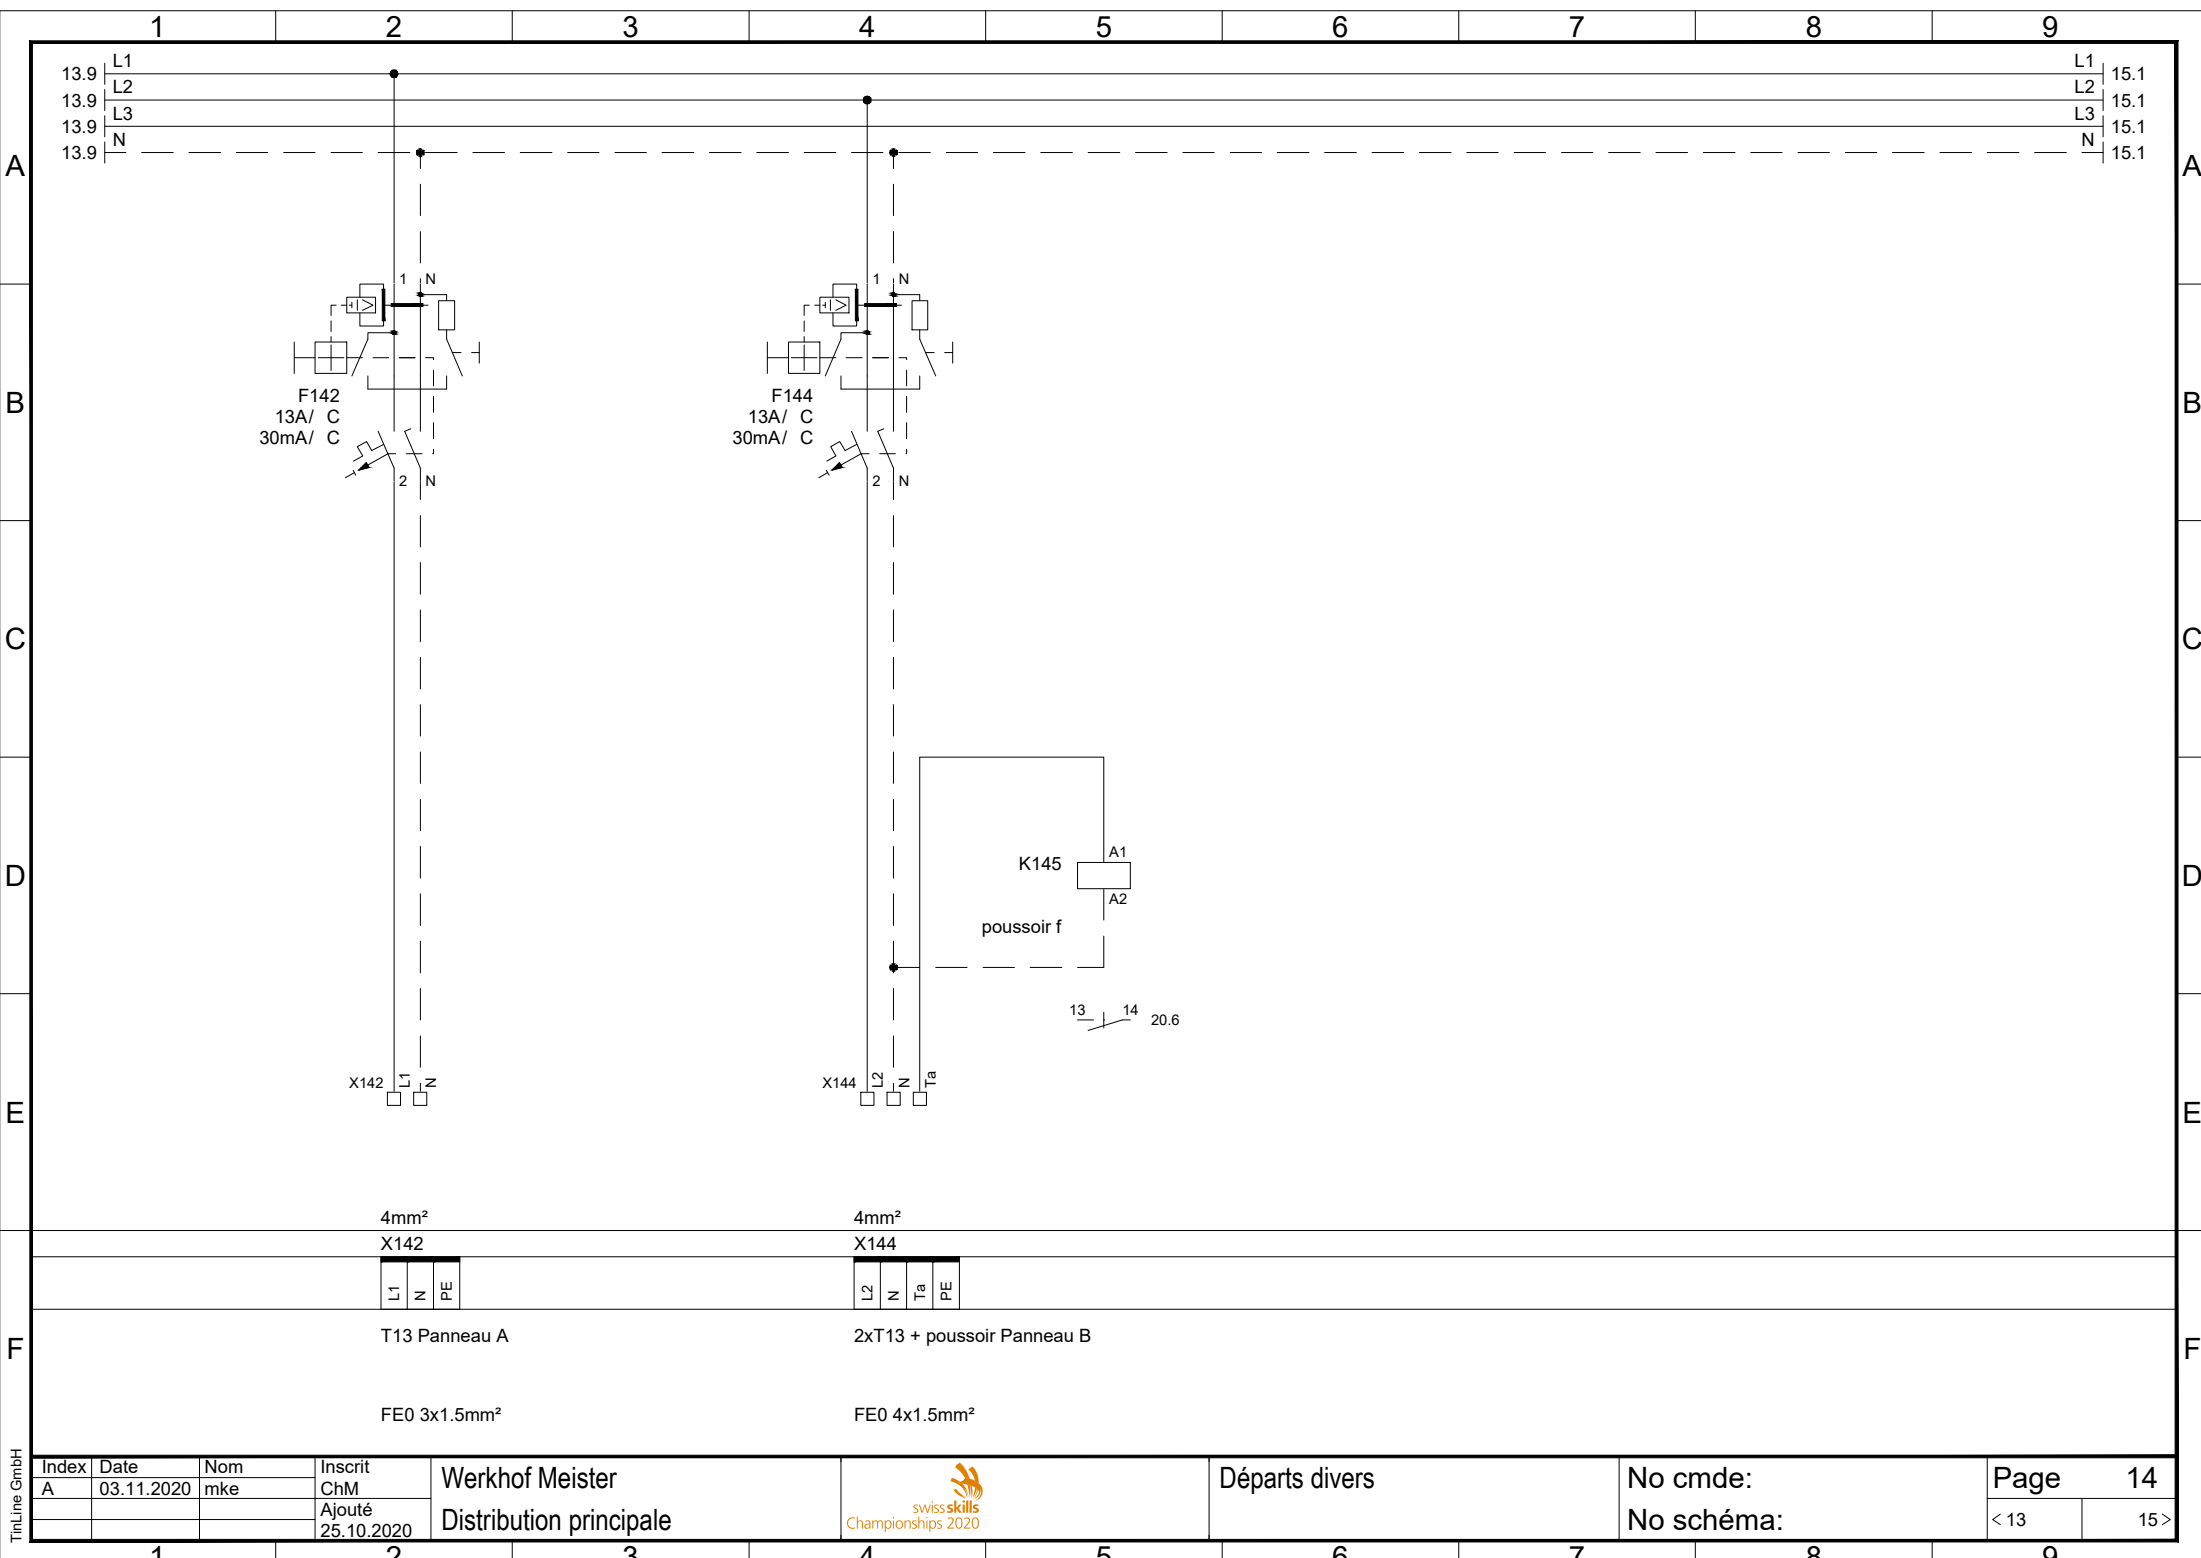 1 2 3 4 5 6 7 8 9
13.9 L1 L1 15.1
13.9 L2 L2 15.1
13.9 L3 L3 15.1
13.9 N N 15.1
A A
1 N 1 N
I> I>
B B
F142 F144
13A/ C 13A/ C
30mA/ C 30mA/ C
2 N 2 N
C C
D D
K145 A1
A2
poussoir f
13 14 20.6
X142 L1 N X144 L2 N Ta
E E
4mm² 4mm²
X142 X144
L1 N PE L2 N Ta PE
T13 Panneau A 2xT13 + poussoir Panneau B
F F
FE0 3x1.5mm² FE0 4x1.5mm²
TinLine GmbH
Index Date Nom Inscrit
A 03.11.2020 mke ChM
Ajouté
25.10.2020
Werkhof Meister
Distribution principale
swissskills
Championships 2020
Départs divers
No cmde:
No schéma:
Page 14
< 13 15 >
1 2 3 4 5 6 7 8 9